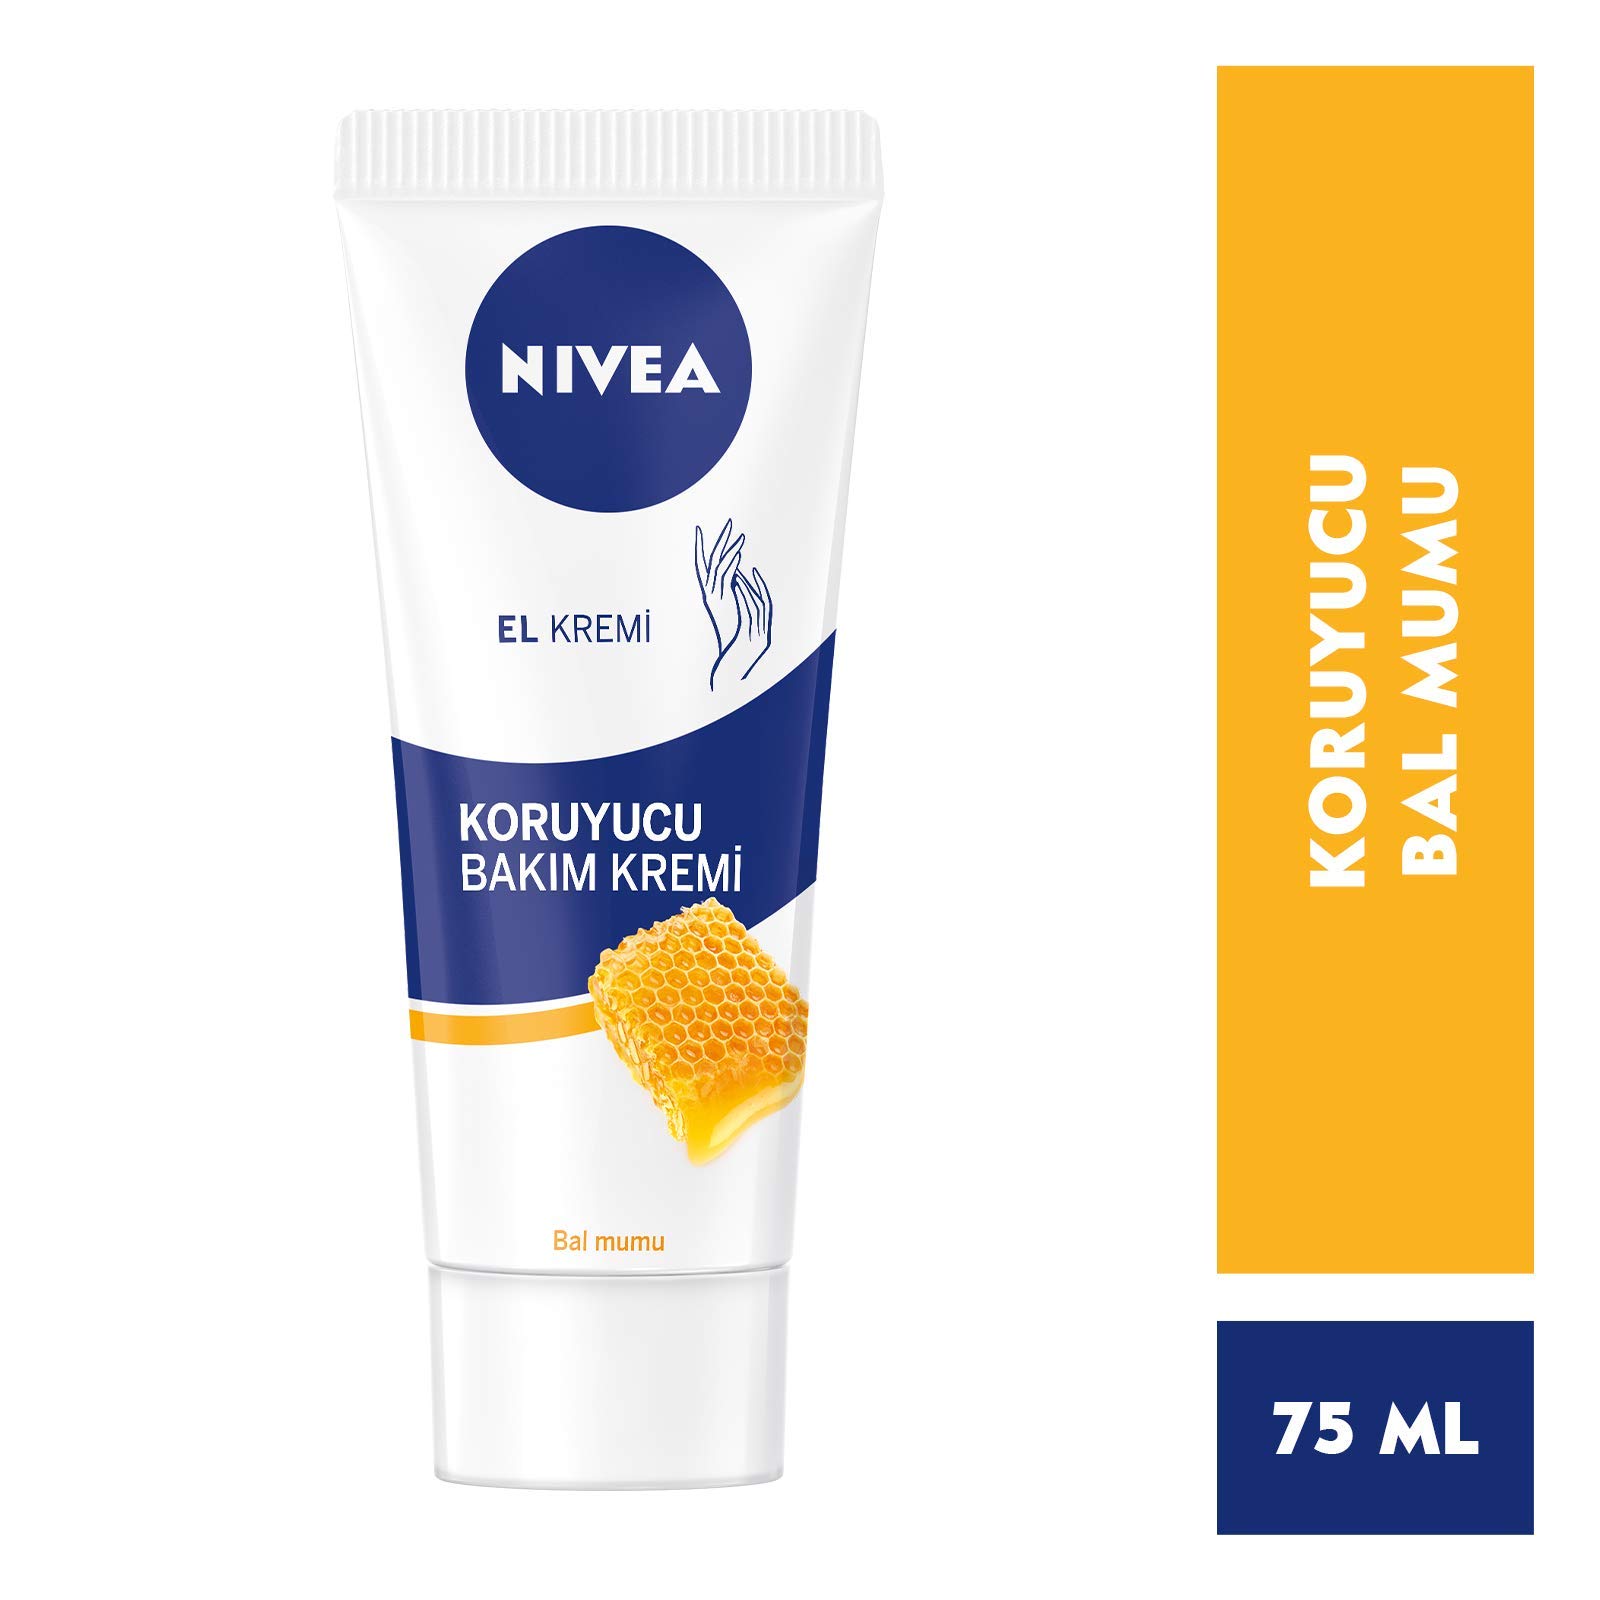 NIVEA
EL KREMİ
KORUYUCU
BAKIM KREMİ
Bal mumu
KORUYUCU
BAL MUMU
75 ML